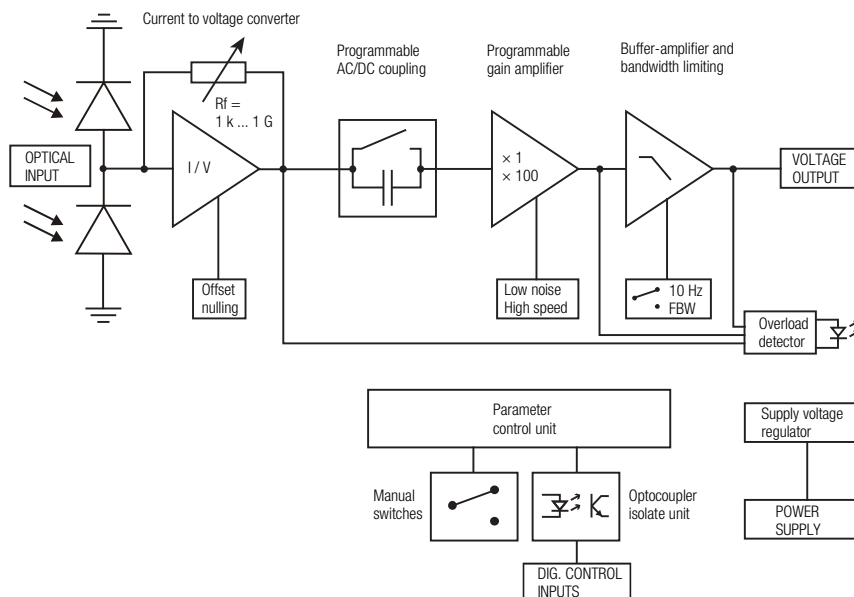 Current to voltage converter
Programmable
AC/DC coupling
Programmable
gain amplifier
Buffer-amplifier and
bandwidth limiting
Rf =
1 k ... 1 G
OPTICAL
INPUT
I / V
× 1
× 100
VOLTAGE
OUTPUT
Offset
nulling
Low noise
High speed
10 Hz
FBW
Overload
detector
Parameter
control unit
Supply voltage
regulator
Manual
switches
Optocoupler
isolate unit
POWER
SUPPLY
DIG. CONTROL
INPUTS